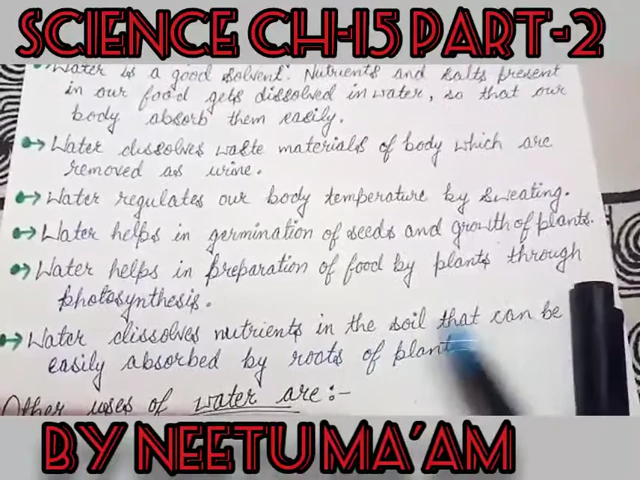 SCIENCE CH-15 PART-2
Water is a good solvent. Nutrients and salts present
in our food gets dissolved in water, so that our
body absorb them easily.
Water dissolves waste materials of body which are
removed as urine.
Water regulates our body temperature by sweating.
Water helps in germination of seeds and growth of plants.
Water helps in preparation of food by plants through
photosynthesis.
Water dissolves nutrients in the soil that can be
easily absorbed by roots of plant
Other uses of water are:-
BY NEETU MA'AM